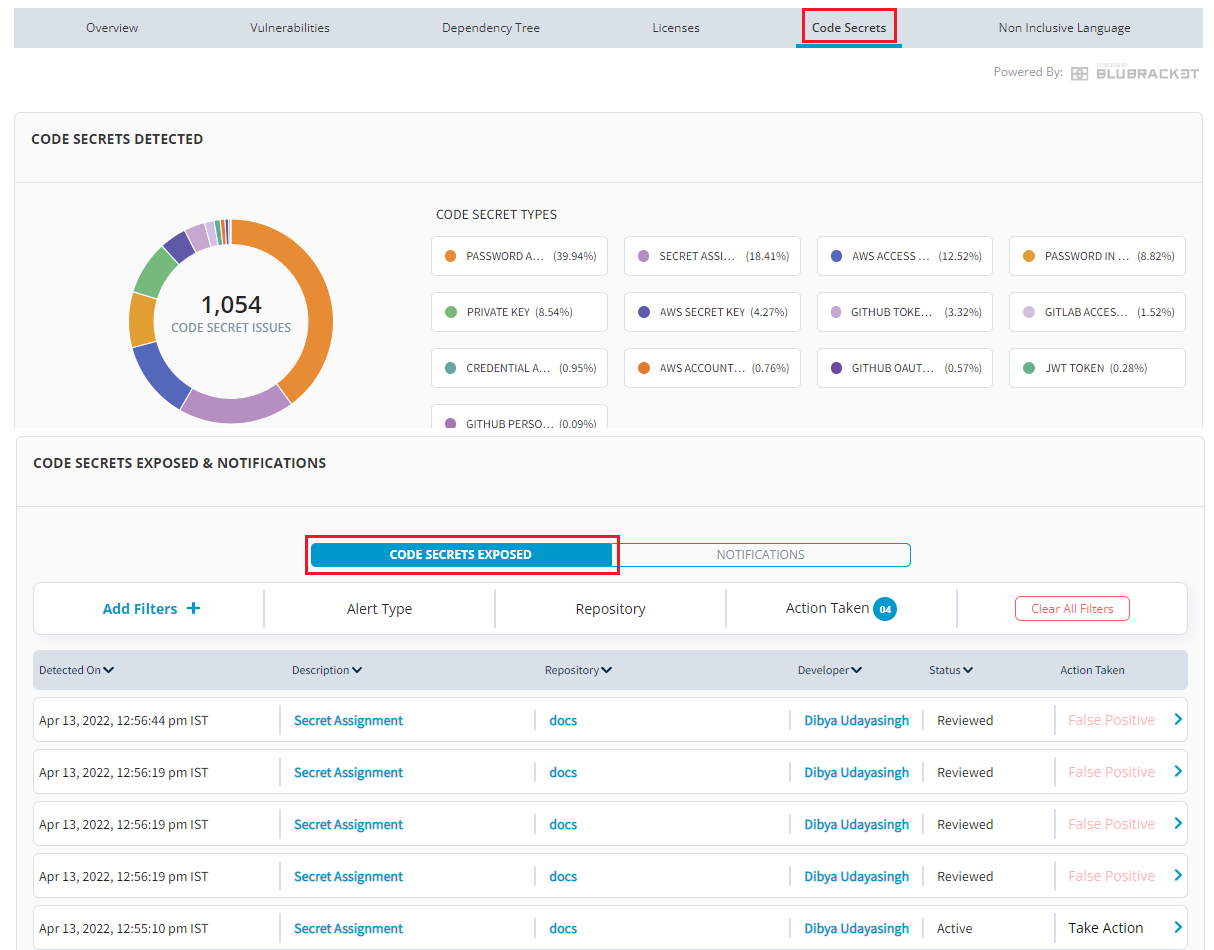 Overview Vulnerabilities Dependency Tree Licenses Code Secrets Non Inclusive Language
Powered By: POWERED BY BLUBRACKET
CODE SECRETS DETECTED
CODE SECRET TYPES
PASSWORD A... (39.94%) SECRET ASSI... (18.41%) AWS ACCESS ... (12.52%) PASSWORD IN ... (8.82%)
1,054
CODE SECRET ISSUES
PRIVATE KEY (8.54%) AWS SECRET KEY (4.27%) GITHUB TOKE... (3.32%) GITLAB ACCES... (1.52%)
CREDENTIAL A... (0.95%) AWS ACCOUNT... (0.76%) GITHUB OAUT... (0.57%) JWT TOKEN (0.28%)
GITHUB PERSO... (0.09%)
CODE SECRETS EXPOSED & NOTIFICATIONS
CODE SECRETS EXPOSED NOTIFICATIONS
Add Filters + Alert Type Repository Action Taken 04 Clear All Filters
Detected On Description Repository Developer Status Action Taken
Apr 13, 2022, 12:56:44 pm IST Secret Assignment docs Dibya Udayasingh Reviewed False Positive
Apr 13, 2022, 12:56:19 pm IST Secret Assignment docs Dibya Udayasingh Reviewed False Positive
Apr 13, 2022, 12:56:19 pm IST Secret Assignment docs Dibya Udayasingh Reviewed False Positive
Apr 13, 2022, 12:56:19 pm IST Secret Assignment docs Dibya Udayasingh Reviewed False Positive
Apr 13, 2022, 12:55:10 pm IST Secret Assignment docs Dibya Udayasingh Active Take Action